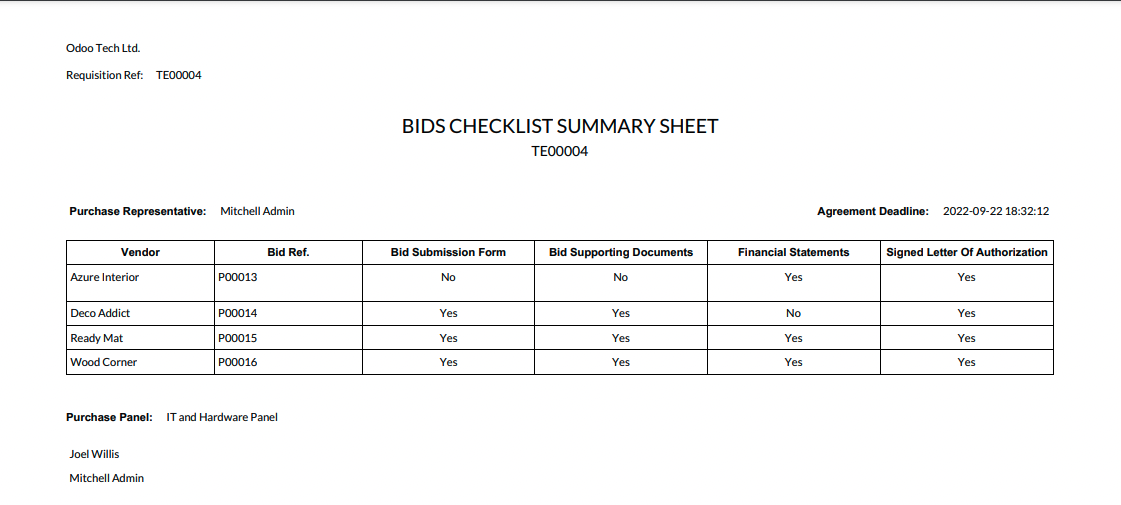 Odoo Tech Ltd.
Requisition Ref: TE00004
BIDS CHECKLIST SUMMARY SHEET
TE00004
Purchase Representative: Mitchell Admin Agreement Deadline: 2022-09-22 18:32:12
Vendor Bid Ref. Bid Submission Form Bid Supporting Documents Financial Statements Signed Letter Of Authorization
Azure Interior P00013 No No Yes Yes
Deco Addict P00014 Yes Yes No Yes
Ready Mat P00015 Yes Yes Yes Yes
Wood Corner P00016 Yes Yes Yes Yes
Purchase Panel: IT and Hardware Panel
Joel Willis
Mitchell Admin